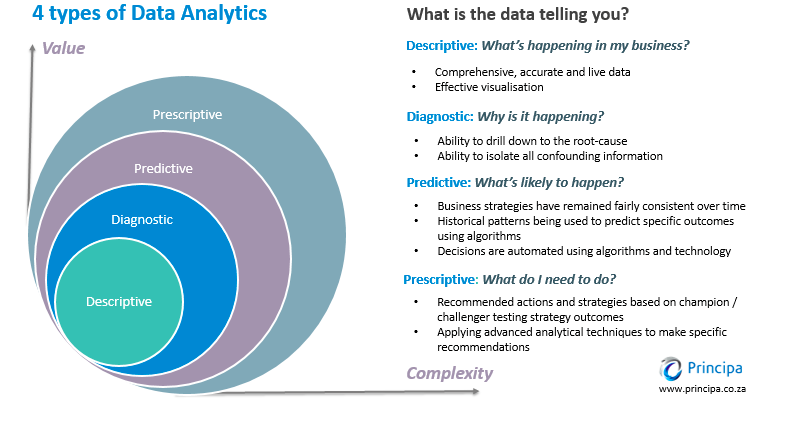 4 types of Data Analytics
Value
Prescriptive
Predictive
Diagnostic
Descriptive
What is the data telling you?
Descriptive: What's happening in my business?
• Comprehensive, accurate and live data
• Effective visualisation
Diagnostic: Why is it happening?
• Ability to drill down to the root-cause
• Ability to isolate all confounding information
Predictive: What's likely to happen?
• Business strategies have remained fairly consistent over time
• Historical patterns being used to predict specific outcomes
using algorithms
• Decisions are automated using algorithms and technology
Prescriptive: What do I need to do?
• Recommended actions and strategies based on champion /
challenger testing strategy outcomes
• Applying advanced analytical techniques to make specific
recommendations
Complexity
Principa
www.principa.co.za